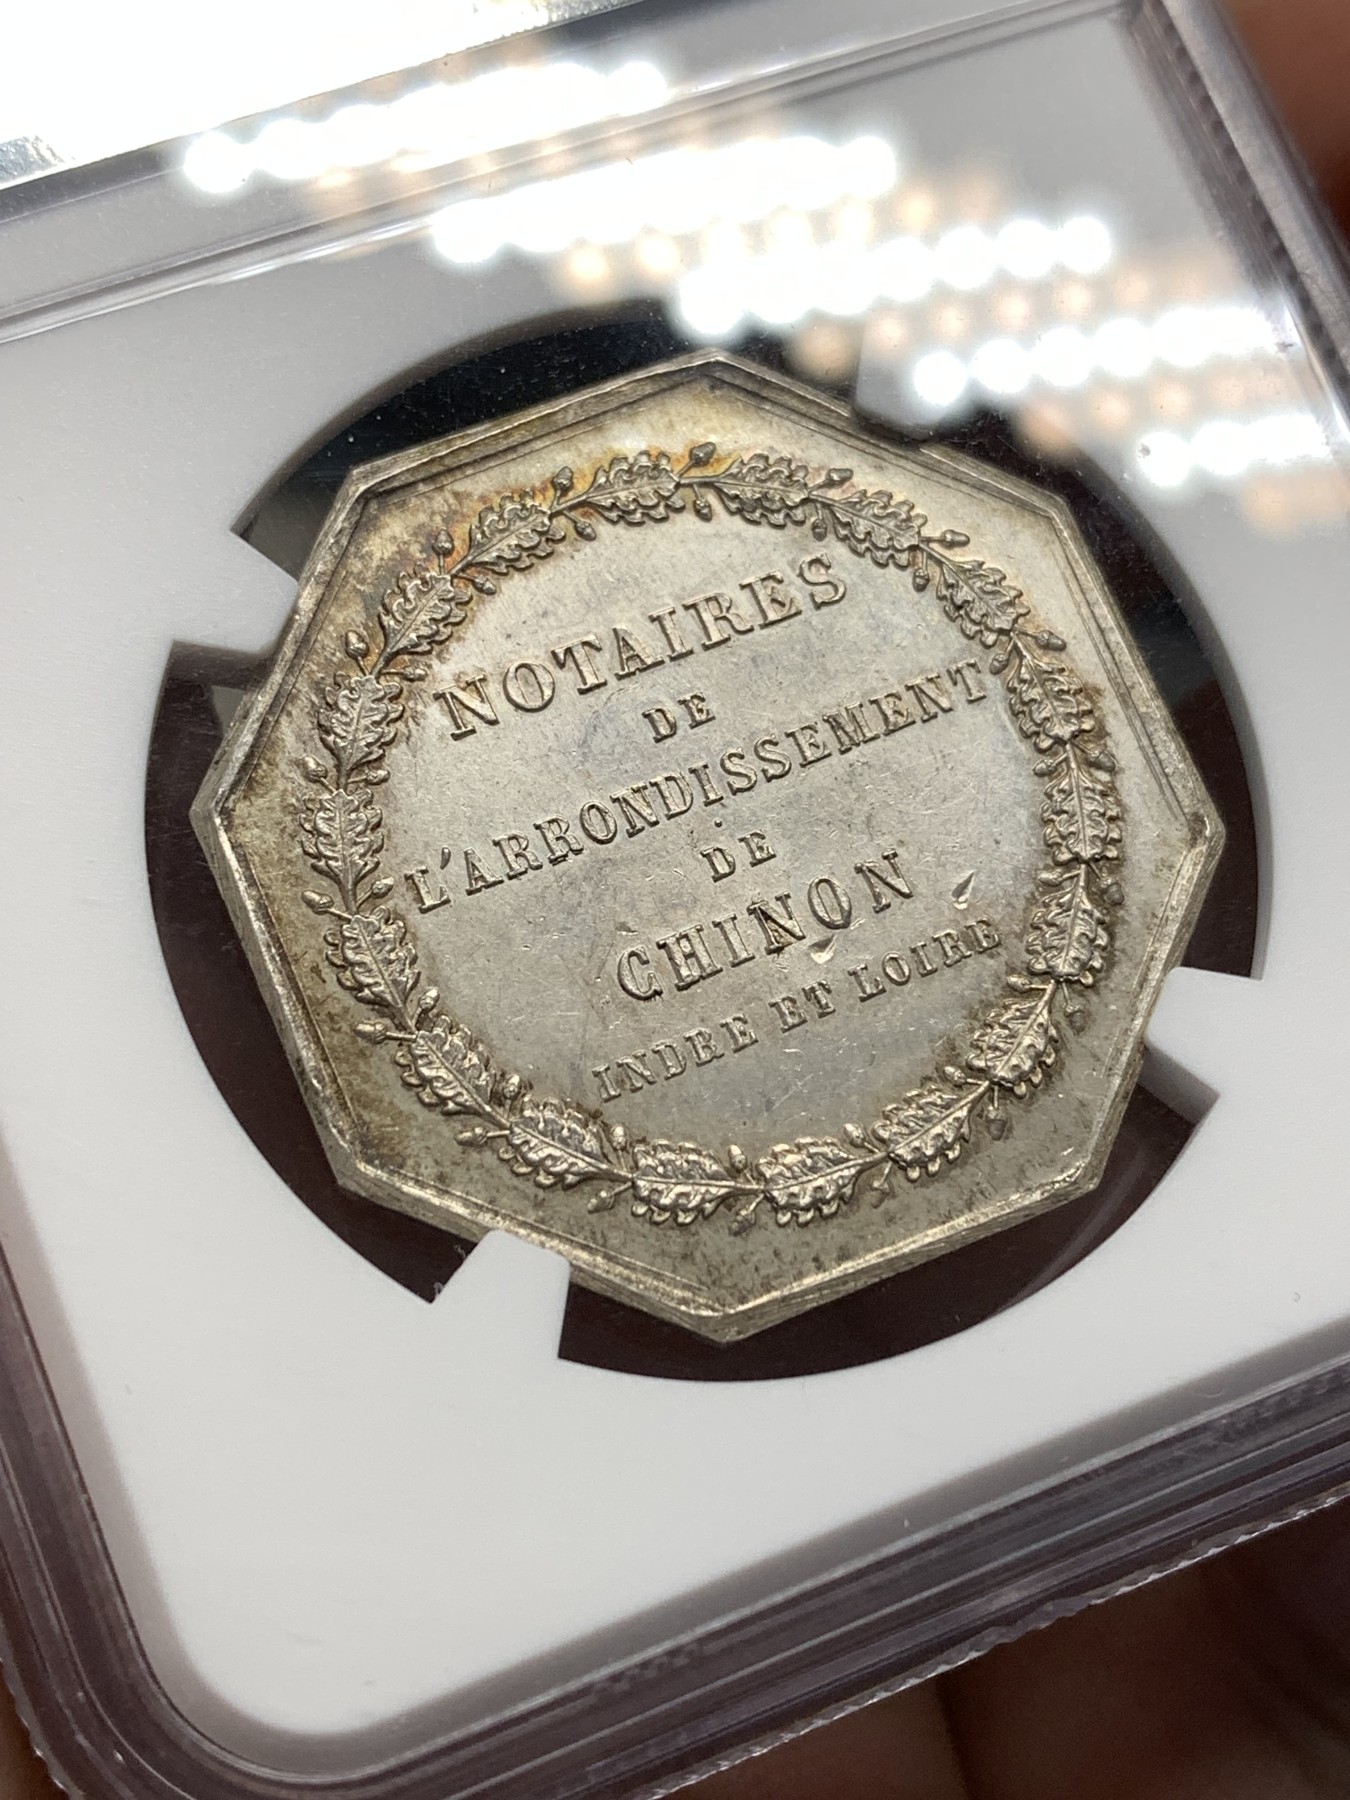 NOTAIRES
DE
L'ARRONDISSEMENT
DE
CHINON
INDRE ET LOIRE